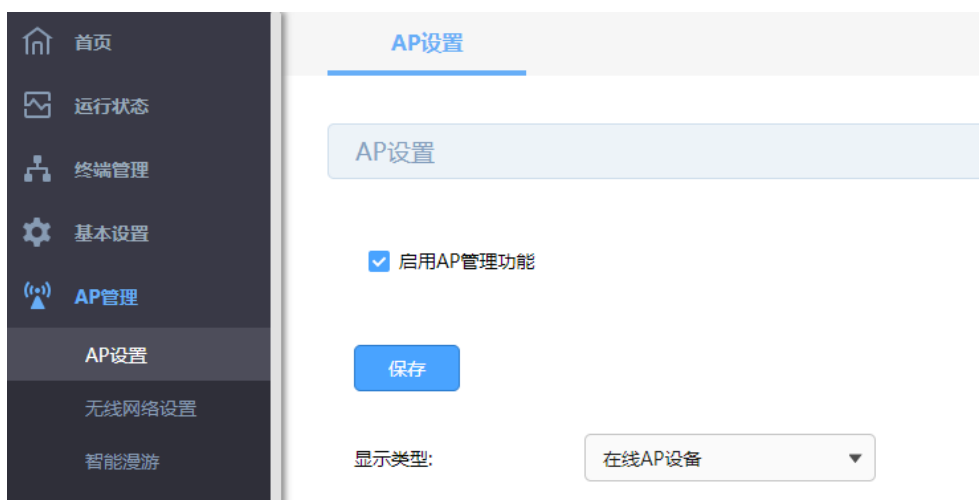 首页
运行状态
终端管理
基本设置
AP管理
AP设置
无线网络设置
智能漫游
AP设置
AP设置
启用AP管理功能
保存
显示类型: 在线AP设备